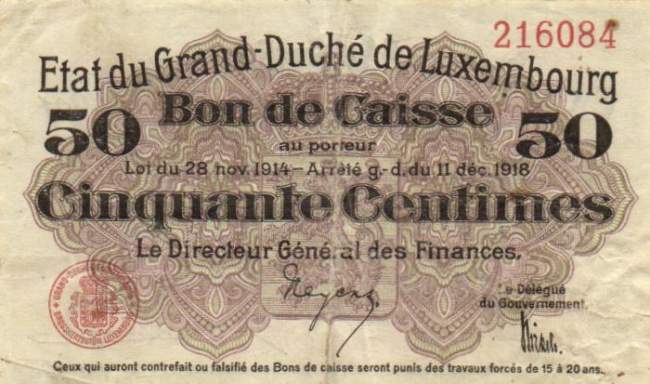 216084
Etat du Grand-Duché de Luxembourg
Bon de Caisse
50 50
au porteur
Loi du 28 nov. 1914 - Arrêté g.-d. du 11 déc. 1918
Cinquante Centimes
Le Directeur Général des Finances,
Le Délégué
du Gouvernement.
Ceux qui auront contrefait ou falsifié des Bons de caisse seront punis des travaux forcés de 15 à 20 ans.